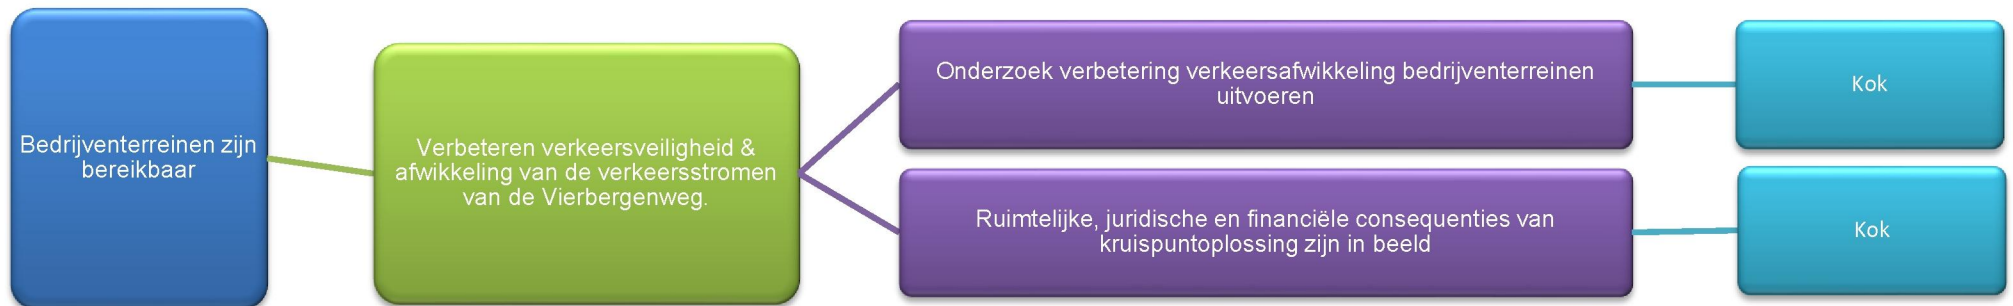 Bedrijventerreinen zijn
bereikbaar
Verbeteren verkeersveiligheid &
afwikkeling van de verkeersstromen
van de Vierbergenweg.
Onderzoek verbetering verkeersafwikkeling bedrijventerreinen
uitvoeren
Kok
Ruimtelijke, juridische en financiële consequenties van
kruispuntoplossing zijn in beeld
Kok